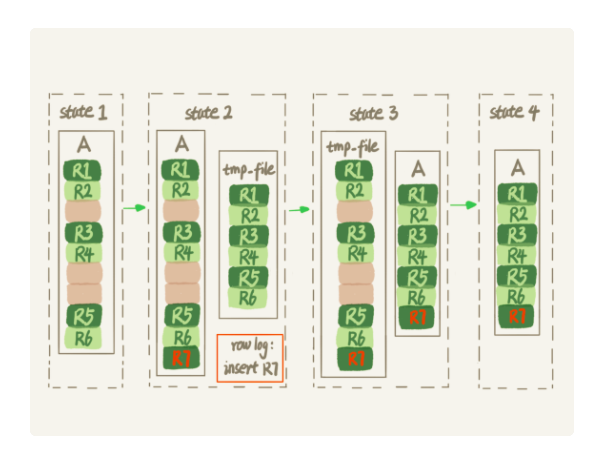 state 1
A
R1
R2
R3
R4
R5
R6
state 2
A
R1
R2
R3
R4
R5
R6
R7
tmp-file
R1
R2
R3
R4
R5
R6
row log:
insert R7
state 3
tmp-file
R1
R2
R3
R4
R5
R6
R7
A
R1
R2
R3
R4
R5
R6
R7
state 4
A
R1
R2
R3
R4
R5
R6
R7